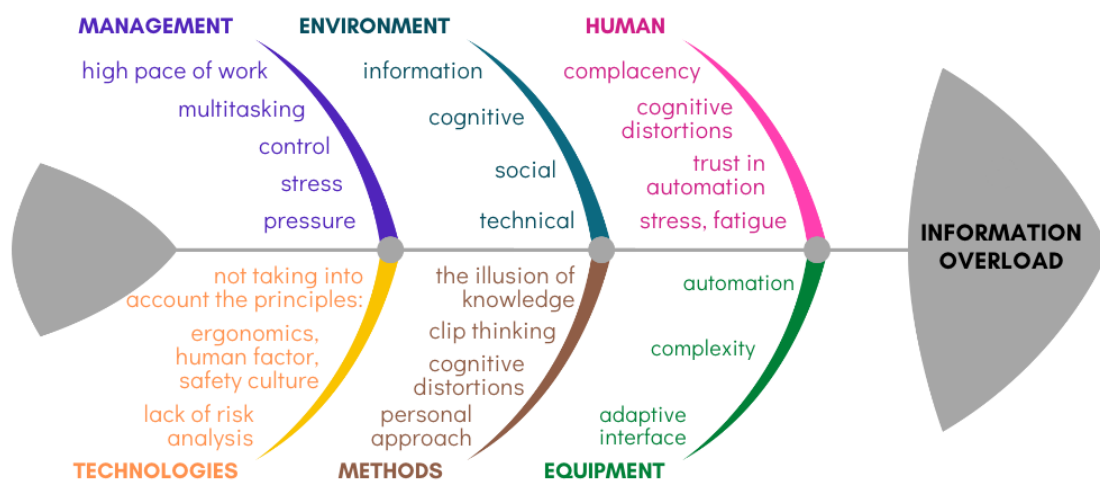 MANAGEMENT
high pace of work
multitasking
control
stress
pressure
ENVIRONMENT
information
cognitive
social
technical
HUMAN
complacency
cognitive
distortions
trust in
automation
stress, fatigue
INFORMATION
OVERLOAD
not taking into
account the principles:
ergonomics,
human factor,
safety culture
lack of risk
analysis
TECHNOLOGIES
the illusion of
knowledge
clip thinking
cognitive
distortions
personal
approach
METHODS
automation
complexity
adaptive
interface
EQUIPMENT